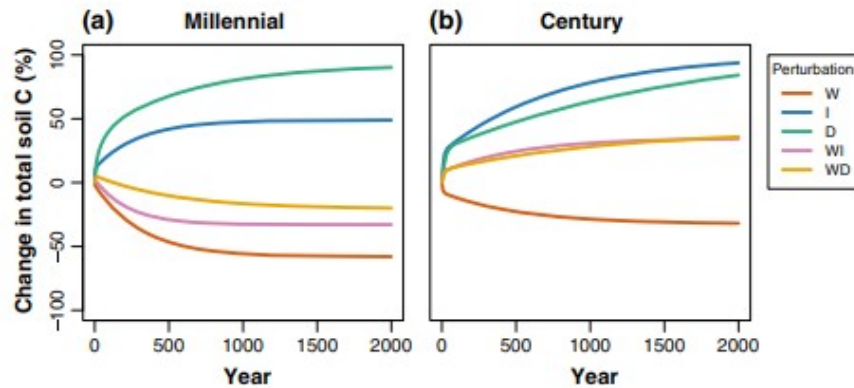 (a) Millennial
(b) Century
Change in total soil C (%)
100
50
0
−50
−100
0 500 1000 1500 2000
0 500 1000 1500 2000
Year
Year
Perturbation
W
I
D
WI
WD